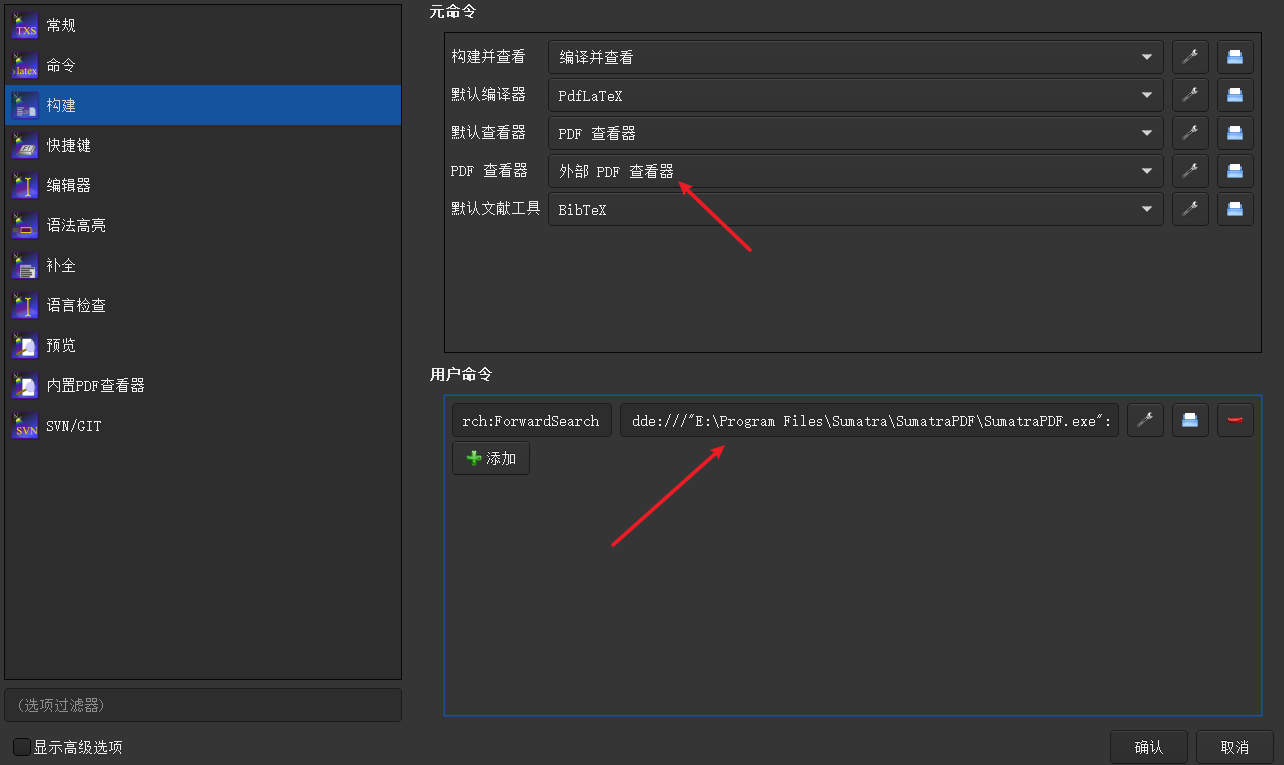 常规
命令
构建
快捷键
编辑器
语法高亮
补全
语言检查
预览
内置PDF查看器
SVN/GIT
(选项过滤器)
显示高级选项
元命令
构建并查看 编译并查看
默认编译器 PdfLaTeX
默认查看器 PDF 查看器
PDF 查看器 外部 PDF 查看器
默认文献工具 BibTeX
用户命令
rch:ForwardSearch dde:///"E:\Program Files\Sumatra\SumatraPDF\SumatraPDF.exe":
添加
确认 取消
TXS
latex
SVN